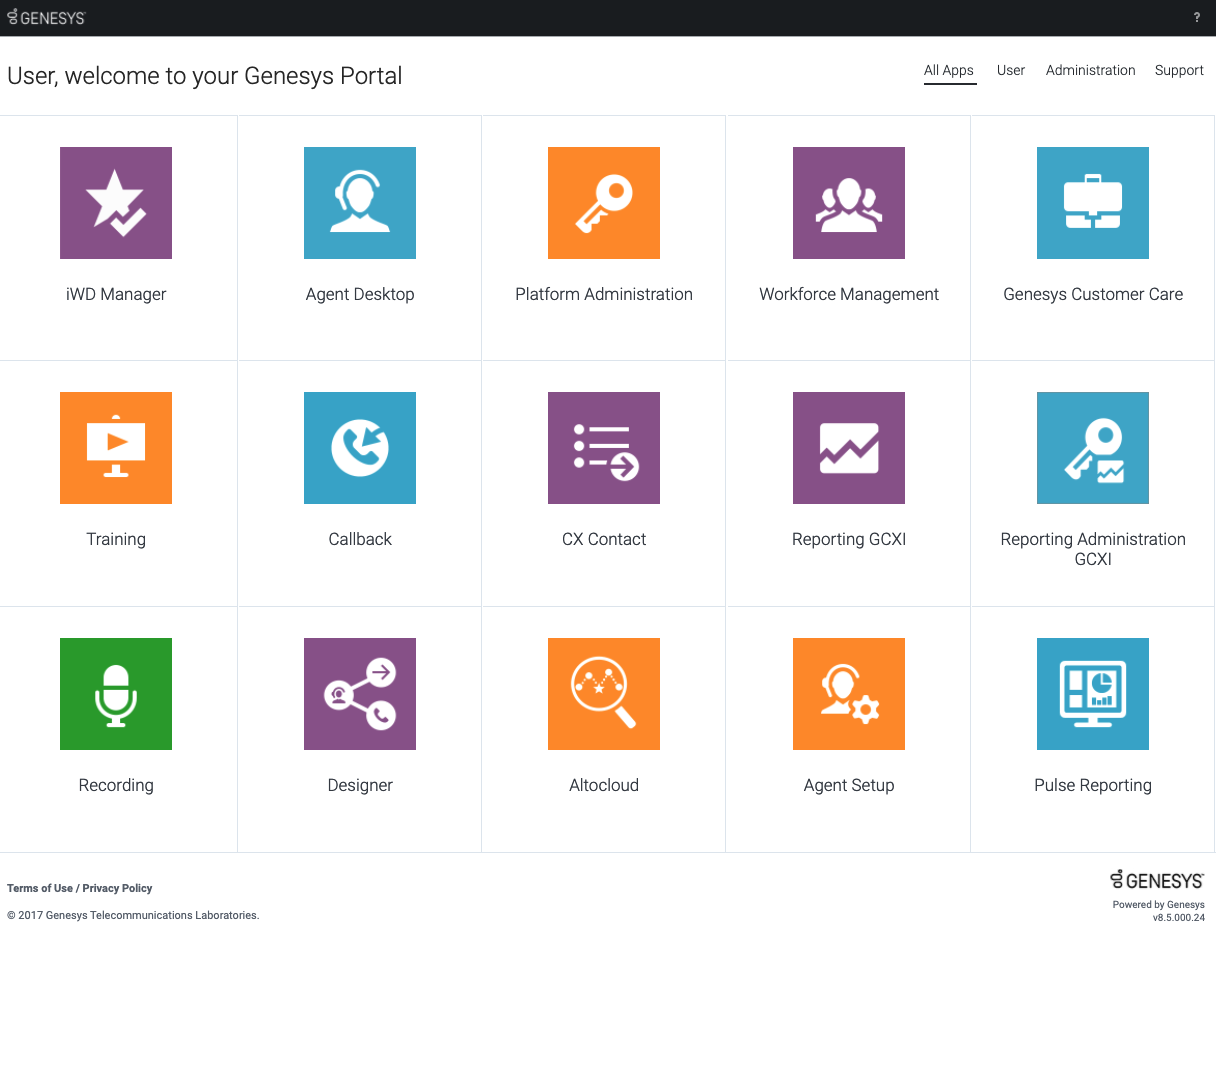 GENESYS
?
User, welcome to your Genesys Portal
All Apps
User
Administration
Support
iWD Manager
Agent Desktop
Platform Administration
Workforce Management
Genesys Customer Care
Training
Callback
CX Contact
Reporting GCXI
Reporting Administration
GCXI
Recording
Designer
Altocloud
Agent Setup
Pulse Reporting
Terms of Use / Privacy Policy
© 2017 Genesys Telecommunications Laboratories.
GENESYS™
Powered by Genesys
v8.5.000.24